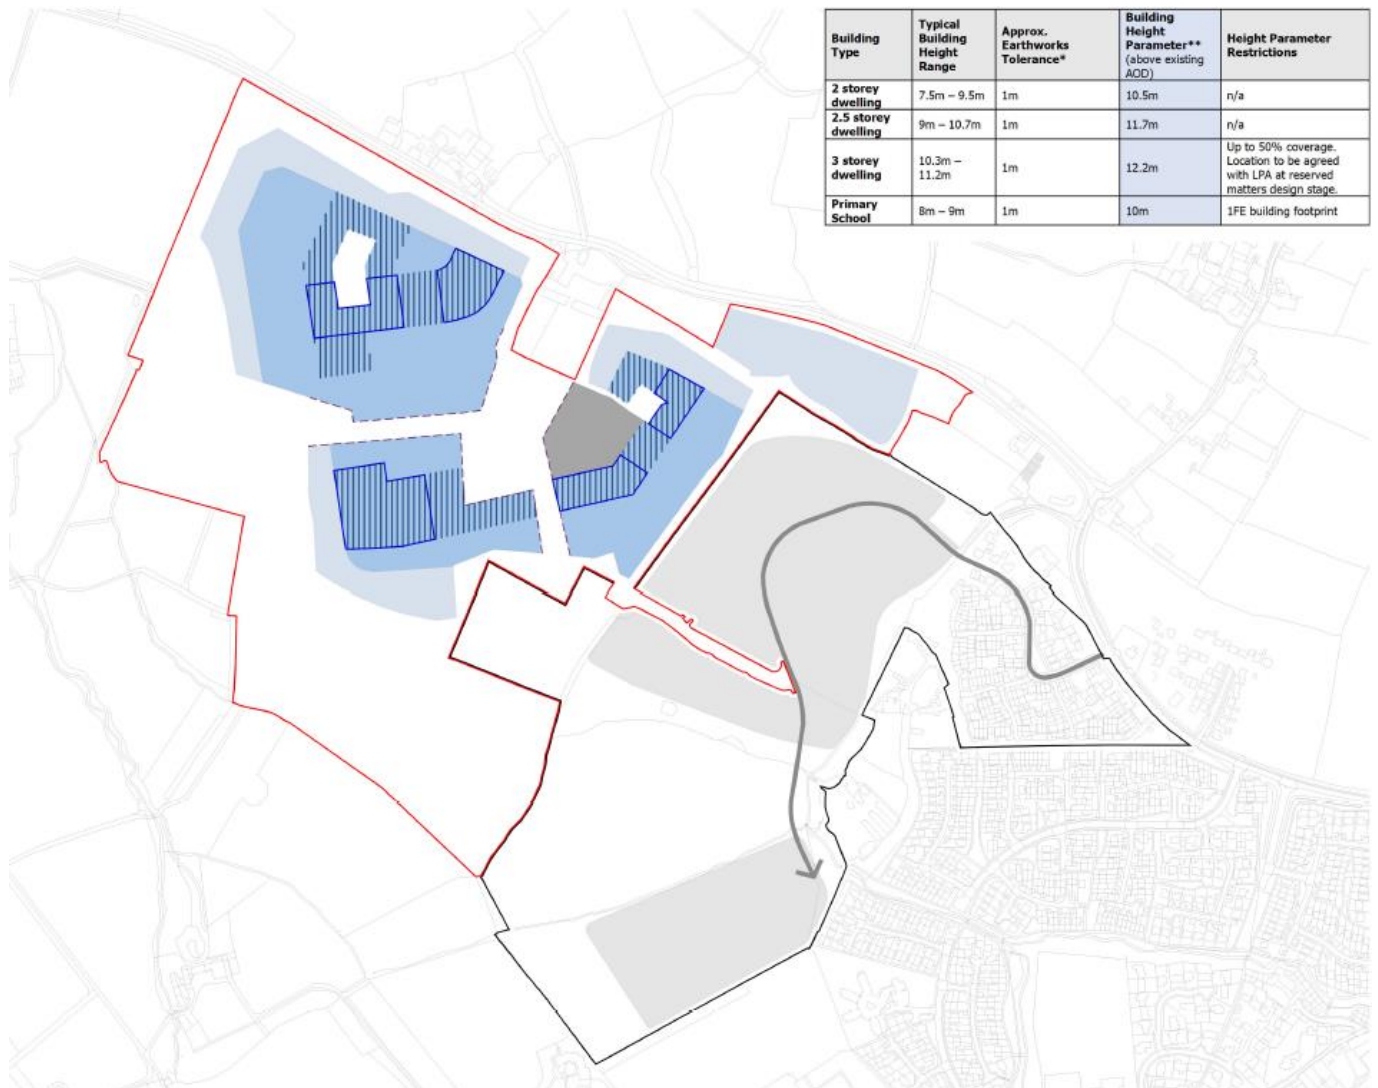 Building Type
Typical Building Height Range
Approx. Earthworks Tolerance*
Building Height Parameter** (above existing AOD)
Height Parameter Restrictions
2 storey dwelling
7.5m – 9.5m
1m
10.5m
n/a
2.5 storey dwelling
9m – 10.7m
1m
11.7m
n/a
3 storey dwelling
10.3m – 11.2m
1m
12.2m
Up to 50% coverage. Location to be agreed with LPA at reserved matters design stage.
Primary School
8m – 9m
1m
10m
1FE building footprint